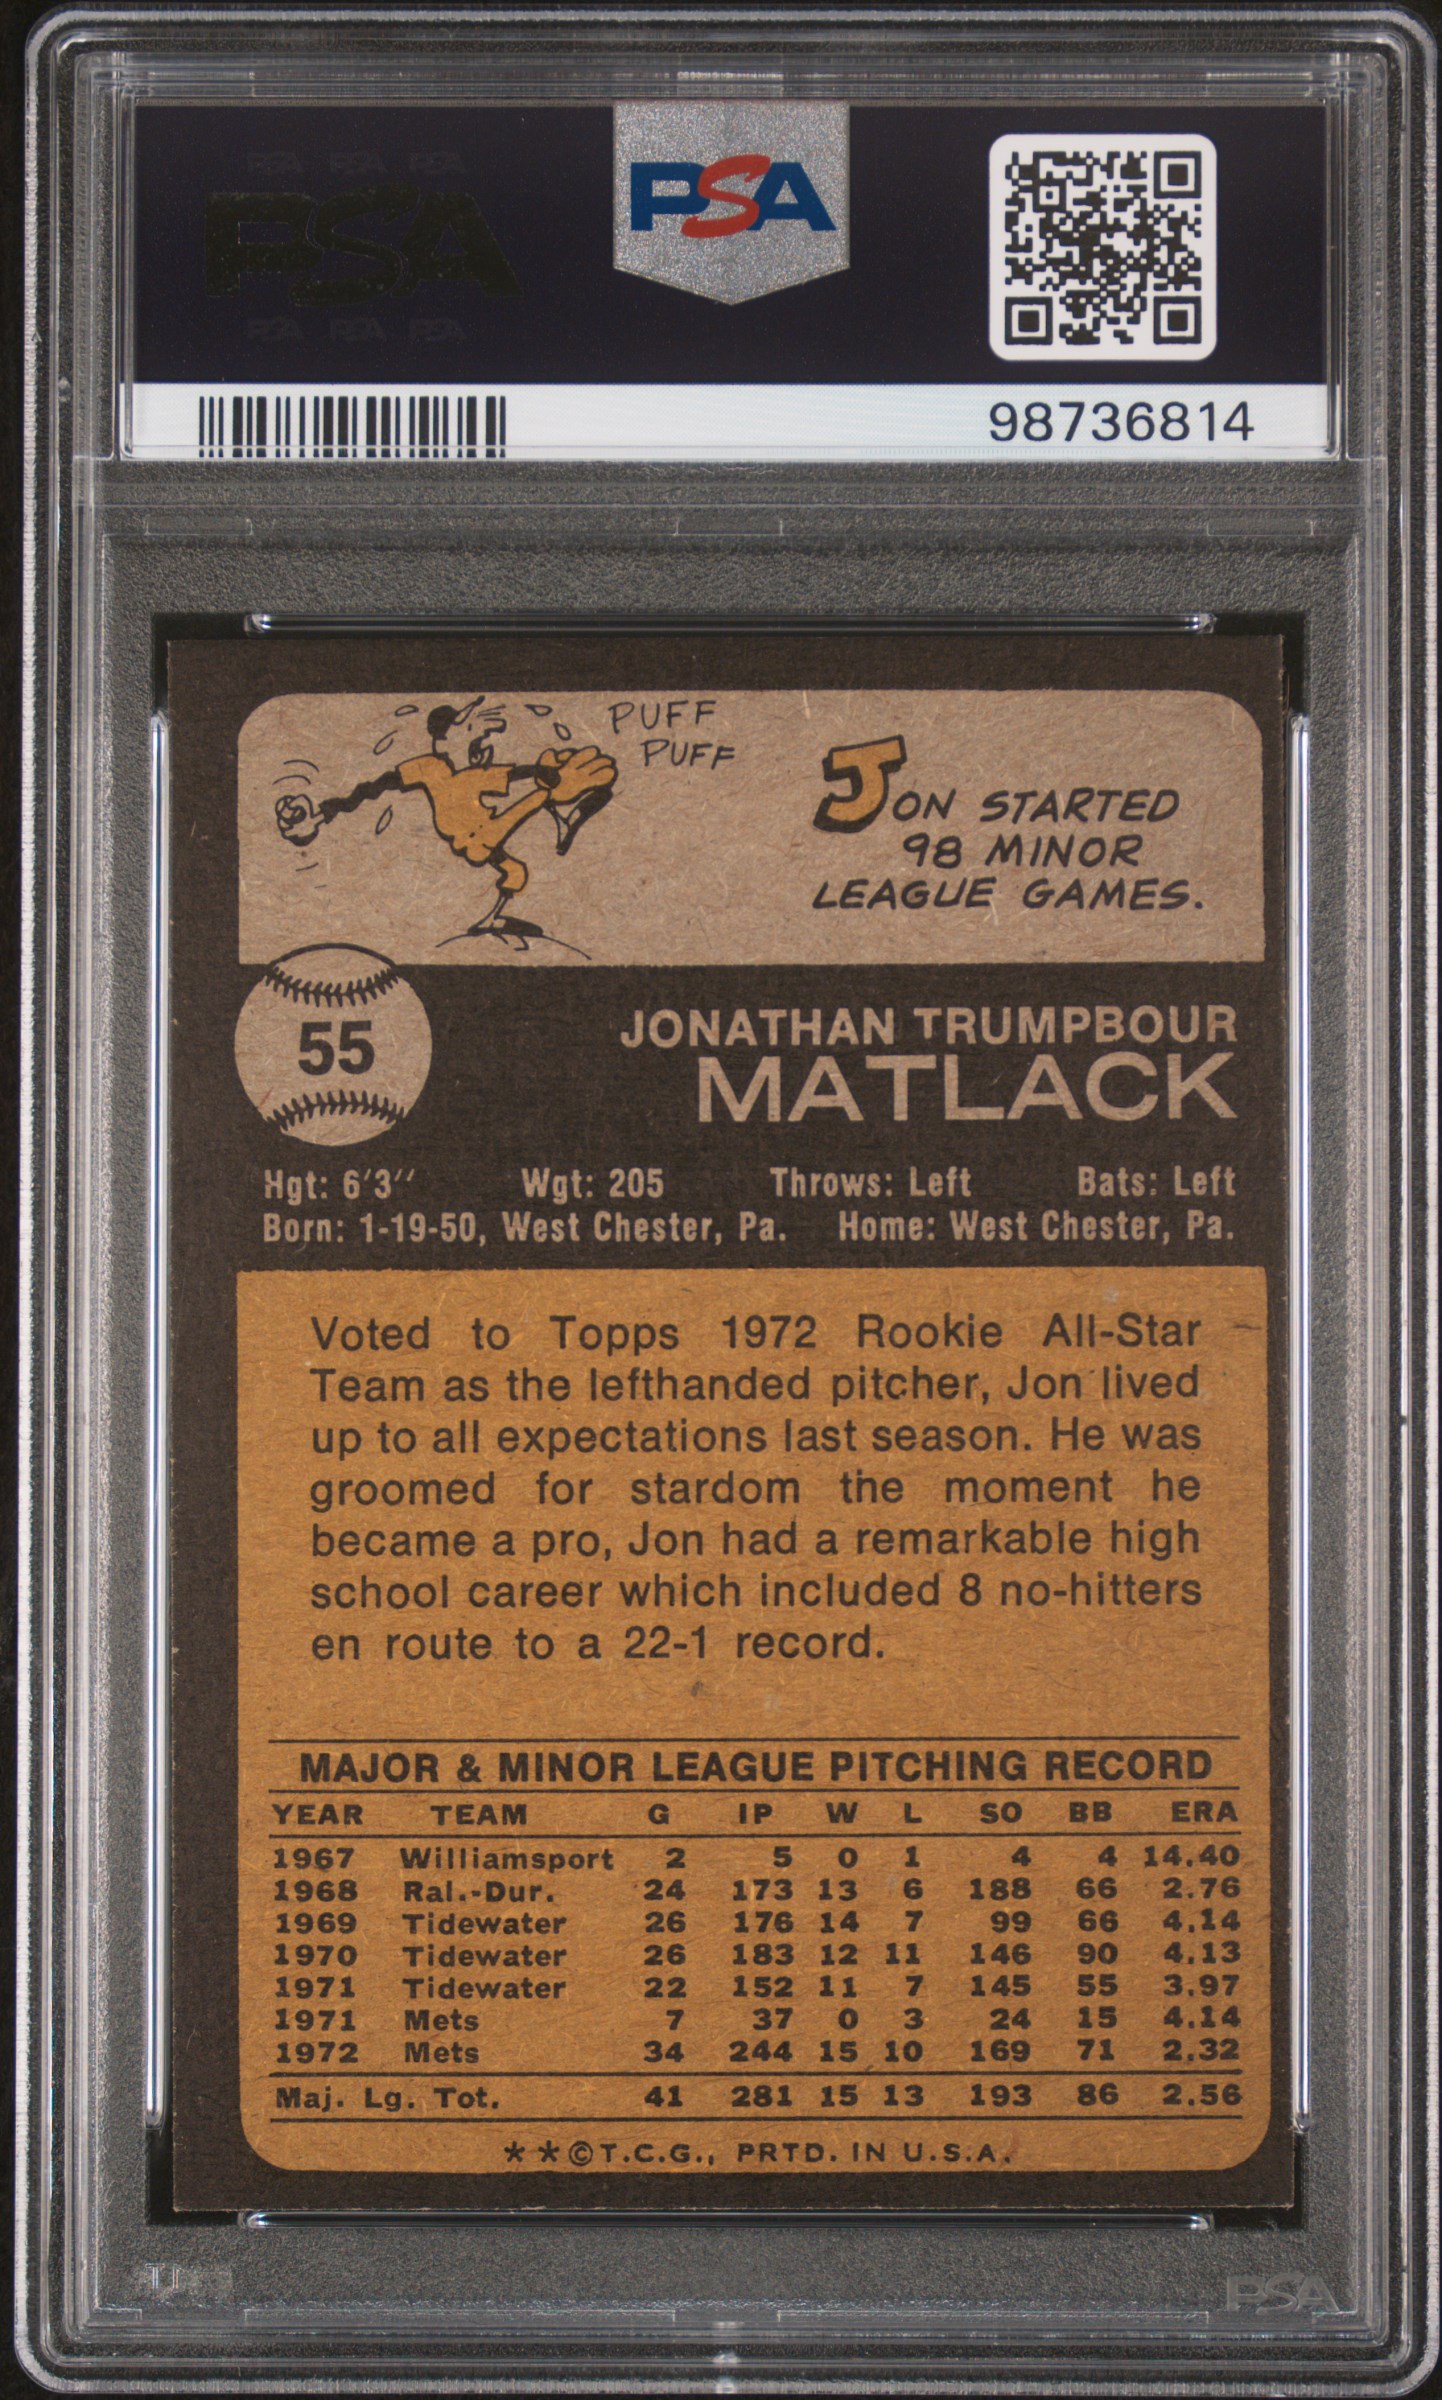 PSA PSA PSA
PSA
PSA PSA PSA
PSA
98736814
PUFF
PUFF
JON STARTED
98 MINOR
LEAGUE GAMES.
55
JONATHAN TRUMPBOUR
MATLACK
Hgt: 6'3" Wgt: 205 Throws: Left Bats: Left
Born: 1-19-50, West Chester, Pa. Home: West Chester, Pa.
Voted to Topps 1972 Rookie All-Star
Team as the lefthanded pitcher, Jon lived
up to all expectations last season. He was
groomed for stardom the moment he
became a pro, Jon had a remarkable high
school career which included 8 no-hitters
en route to a 22-1 record.
MAJOR & MINOR LEAGUE PITCHING RECORD
YEAR TEAM G IP W L SO BB ERA
1967 Williamsport 2 5 0 1 4 4 14.40
1968 Ral.-Dur. 24 173 13 6 188 66 2.76
1969 Tidewater 26 176 14 7 99 66 4.14
1970 Tidewater 26 183 12 11 146 90 4.13
1971 Tidewater 22 152 11 7 145 55 3.97
1971 Mets 7 37 0 3 24 15 4.14
1972 Mets 34 244 15 10 169 71 2.32
Maj. Lg. Tot. 41 281 15 13 193 86 2.56
**©T.C.G., PRTD. IN U.S.A.
PSA